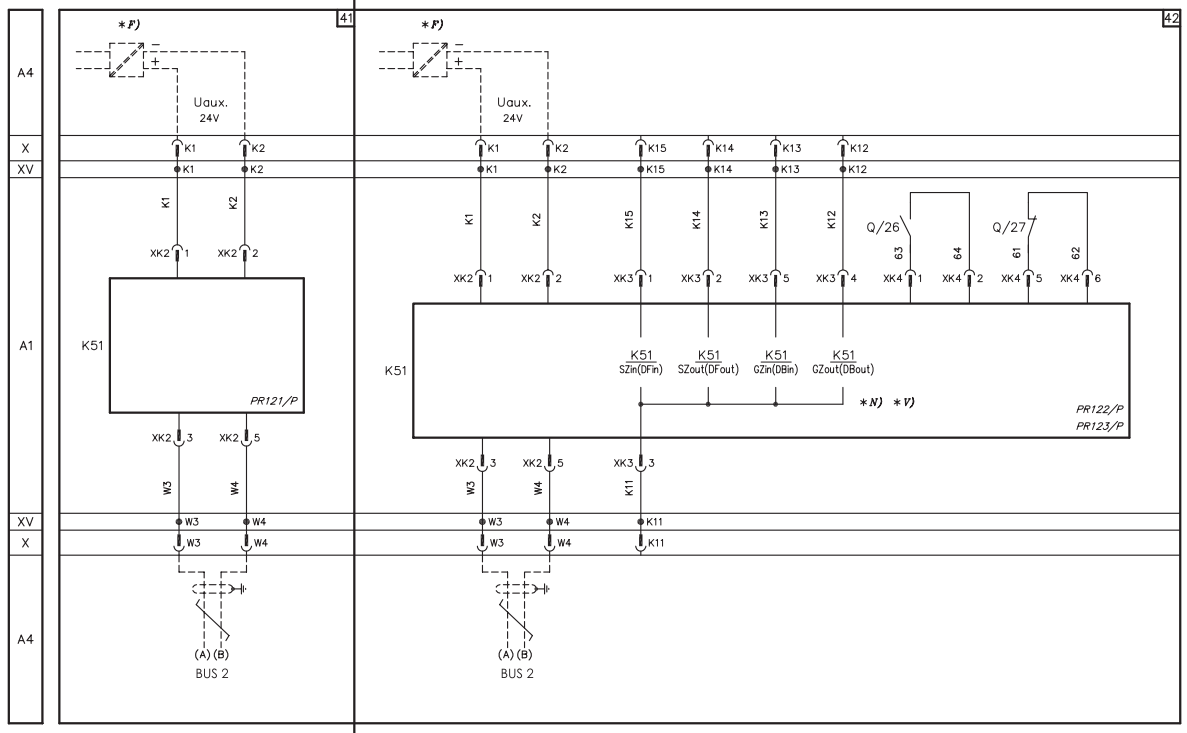 *F) 41 *F) 42
A4
− −
+ +
Uaux. Uaux.
24V 24V
X K1 K2 K1 K2 K15 K14 K13 K12
XV K1 K2 K1 K2 K15 K14 K13 K12
K1 K2 K1 K2 K15 K14 K13 K12 Q/26 63 64 Q/27 61 62
XK2 1 XK2 2
XK2 1 XK2 2 XK3 1 XK3 2 XK3 5 XK3 4 XK4 1 XK4 2 XK4 5 XK4 6
A1
K51
PR121/P
K51
K51 K51 K51 K51
SZin(DFin) SZout(DFout) GZin(DBin) GZout(DBout)
*N) *V)
PR122/P
PR123/P
XK2 3 XK2 5
XK2 3 XK2 5 XK3 3
W3 W4 W3 W4 K11
XV W3 W4 W3 W4 K11
X W3 W4 W3 W4 K11
A4
(A) (B) (A) (B)
BUS 2 BUS 2